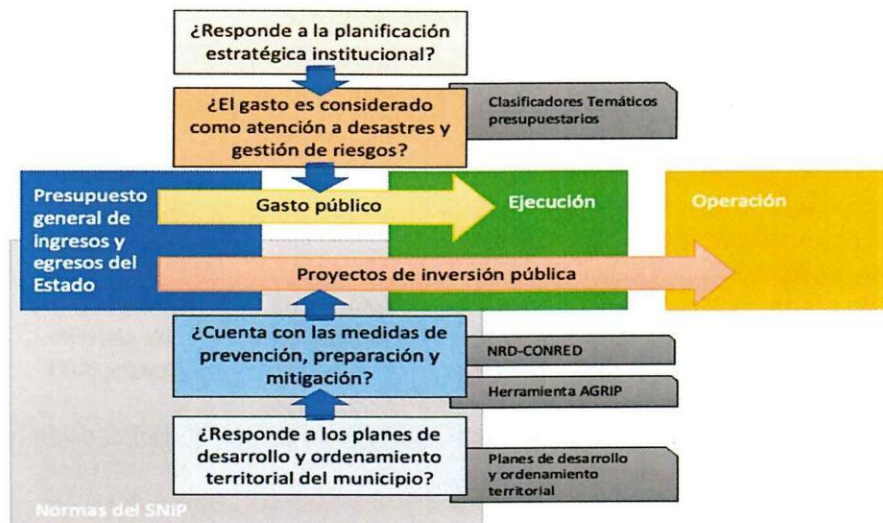 ¿Responde a la planificación
estratégica institucional?
¿El gasto es considerado
como atención a desastres y
gestión de riesgos?
Clasificadores Temáticos
presupuestarios
Presupuesto
general de
ingresos y
egresos del
Estado
Gasto público
Ejecución
Operación
Proyectos de inversión pública
¿Cuenta con las medidas de
prevención, preparación y
mitigación?
NRD-CONRED
Herramienta AGRIP
¿Responde a los planes de
desarrollo y ordenamiento
territorial del municipio?
Planes de desarrollo
y ordenamiento
territorial
Normas del SNIP